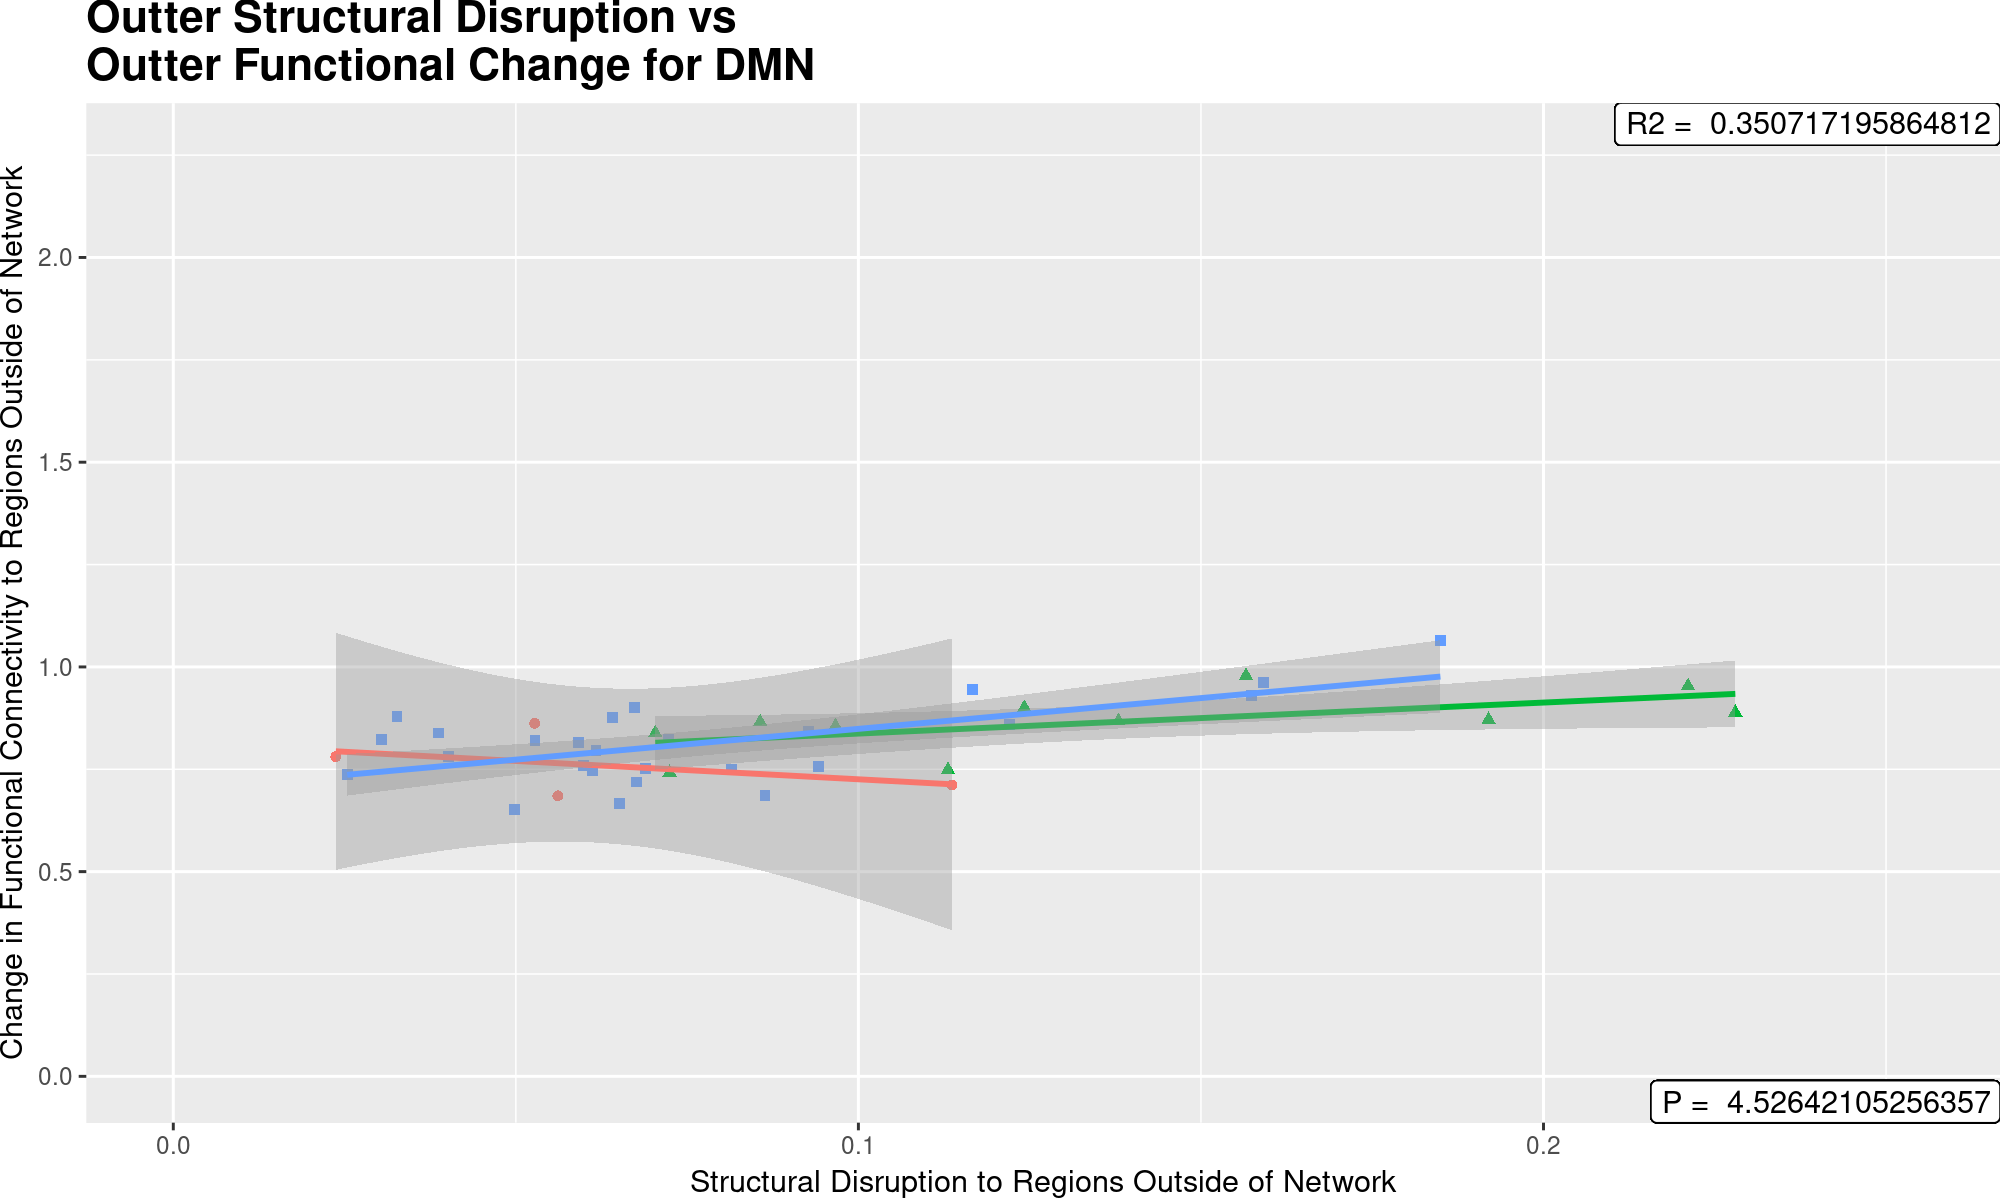 Outter Structural Disruption vs
Outter Functional Change for DMN
R2 =  0.350717195864812
Change in Functional Connectivity to Regions Outside of Network
2.0
1.5
1.0
0.5
0.0
P =  4.52642105256357
0.0
0.1
0.2
Structural Disruption to Regions Outside of Network